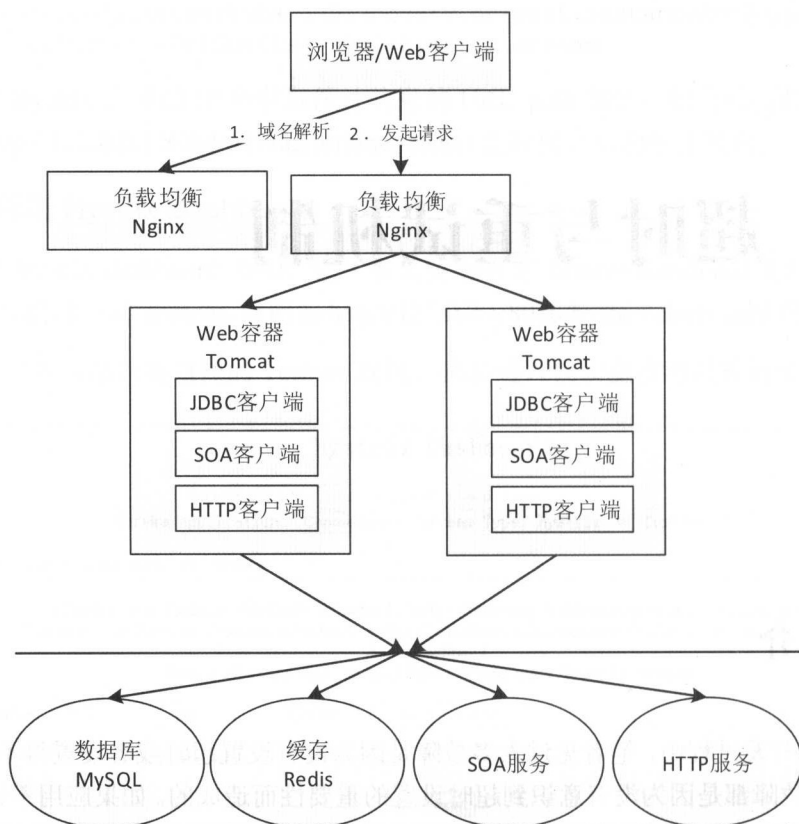 浏览器/Web客户端
1. 域名解析
2. 发起请求
负载均衡
Nginx
负载均衡
Nginx
Web容器
Tomcat
JDBC客户端
SOA客户端
HTTP客户端
Web容器
Tomcat
JDBC客户端
SOA客户端
HTTP客户端
数据库
MySQL
缓存
Redis
SOA服务
HTTP服务